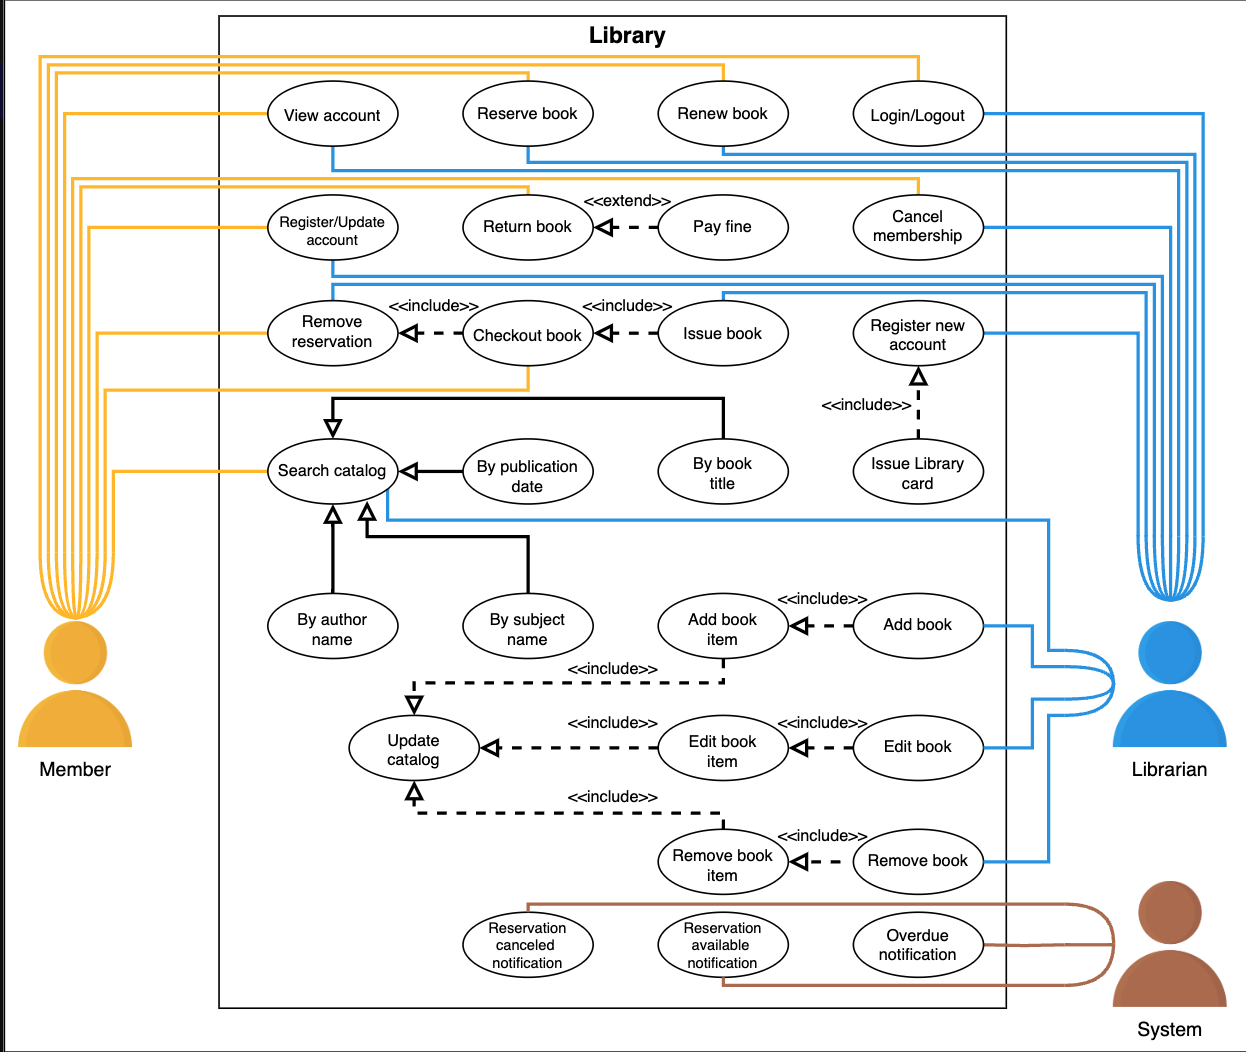 Library
View account
Reserve book
Renew book
Login/Logout
Register/Update
account
Return book
<<extend>>
Pay fine
Cancel
membership
Remove
reservation
<<include>>
Checkout book
<<include>>
Issue book
Register new
account
<<include>>
Search catalog
By publication
date
By book
title
Issue Library
card
By author
name
By subject
name
Add book
item
<<include>>
Add book
<<include>>
Update
catalog
<<include>>
Edit book
item
<<include>>
Edit book
Member
Librarian
<<include>>
Remove book
item
<<include>>
Remove book
Reservation
canceled
notification
Reservation
available
notification
Overdue
notification
System